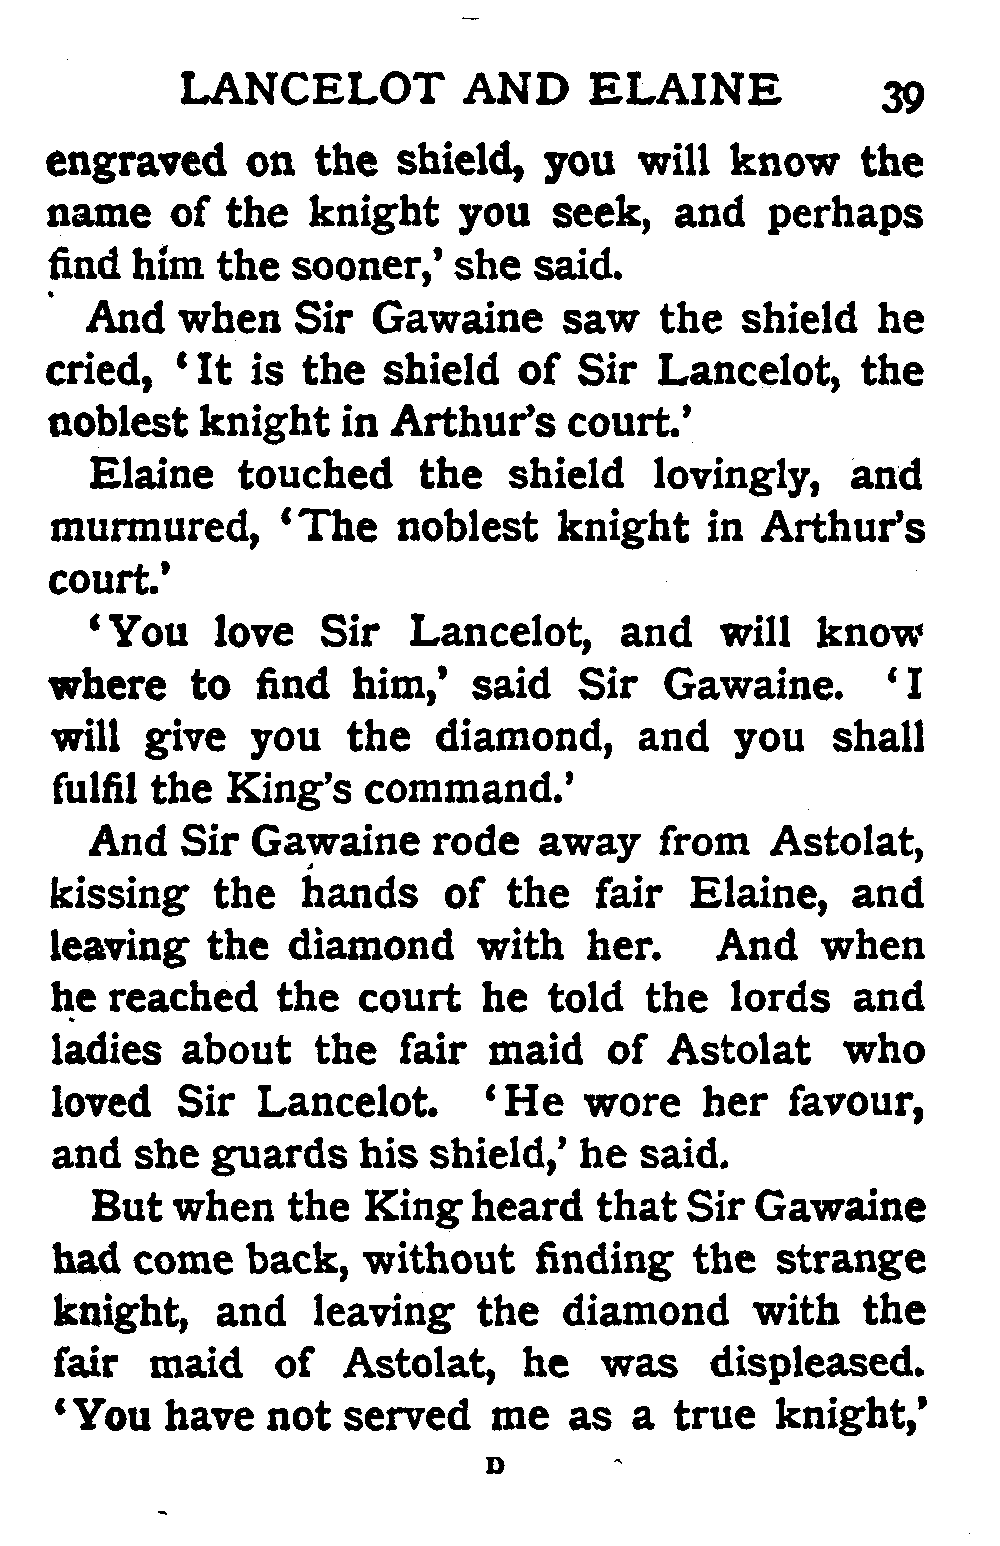 LANCELOT AND ELAINE 39
engraved on the shield, you will know the
name of the knight you seek, and perhaps
find him the sooner,' she said.
And when Sir Gawaine saw the shield he
cried, 'It is the shield of Sir Lancelot, the
noblest knight in Arthur's court.'
Elaine touched the shield lovingly, and
murmured, 'The noblest knight in Arthur's
court.'
'You love Sir Lancelot, and will know
where to find him,' said Sir Gawaine. 'I
will give you the diamond, and you shall
fulfil the King's command.'
And Sir Gawaine rode away from Astolat,
kissing the hands of the fair Elaine, and
leaving the diamond with her. And when
he reached the court he told the lords and
ladies about the fair maid of Astolat who
loved Sir Lancelot. 'He wore her favour,
and she guards his shield,' he said.
But when the King heard that Sir Gawaine
had come back, without finding the strange
knight, and leaving the diamond with the
fair maid of Astolat, he was displeased.
'You have not served me as a true knight,'
D